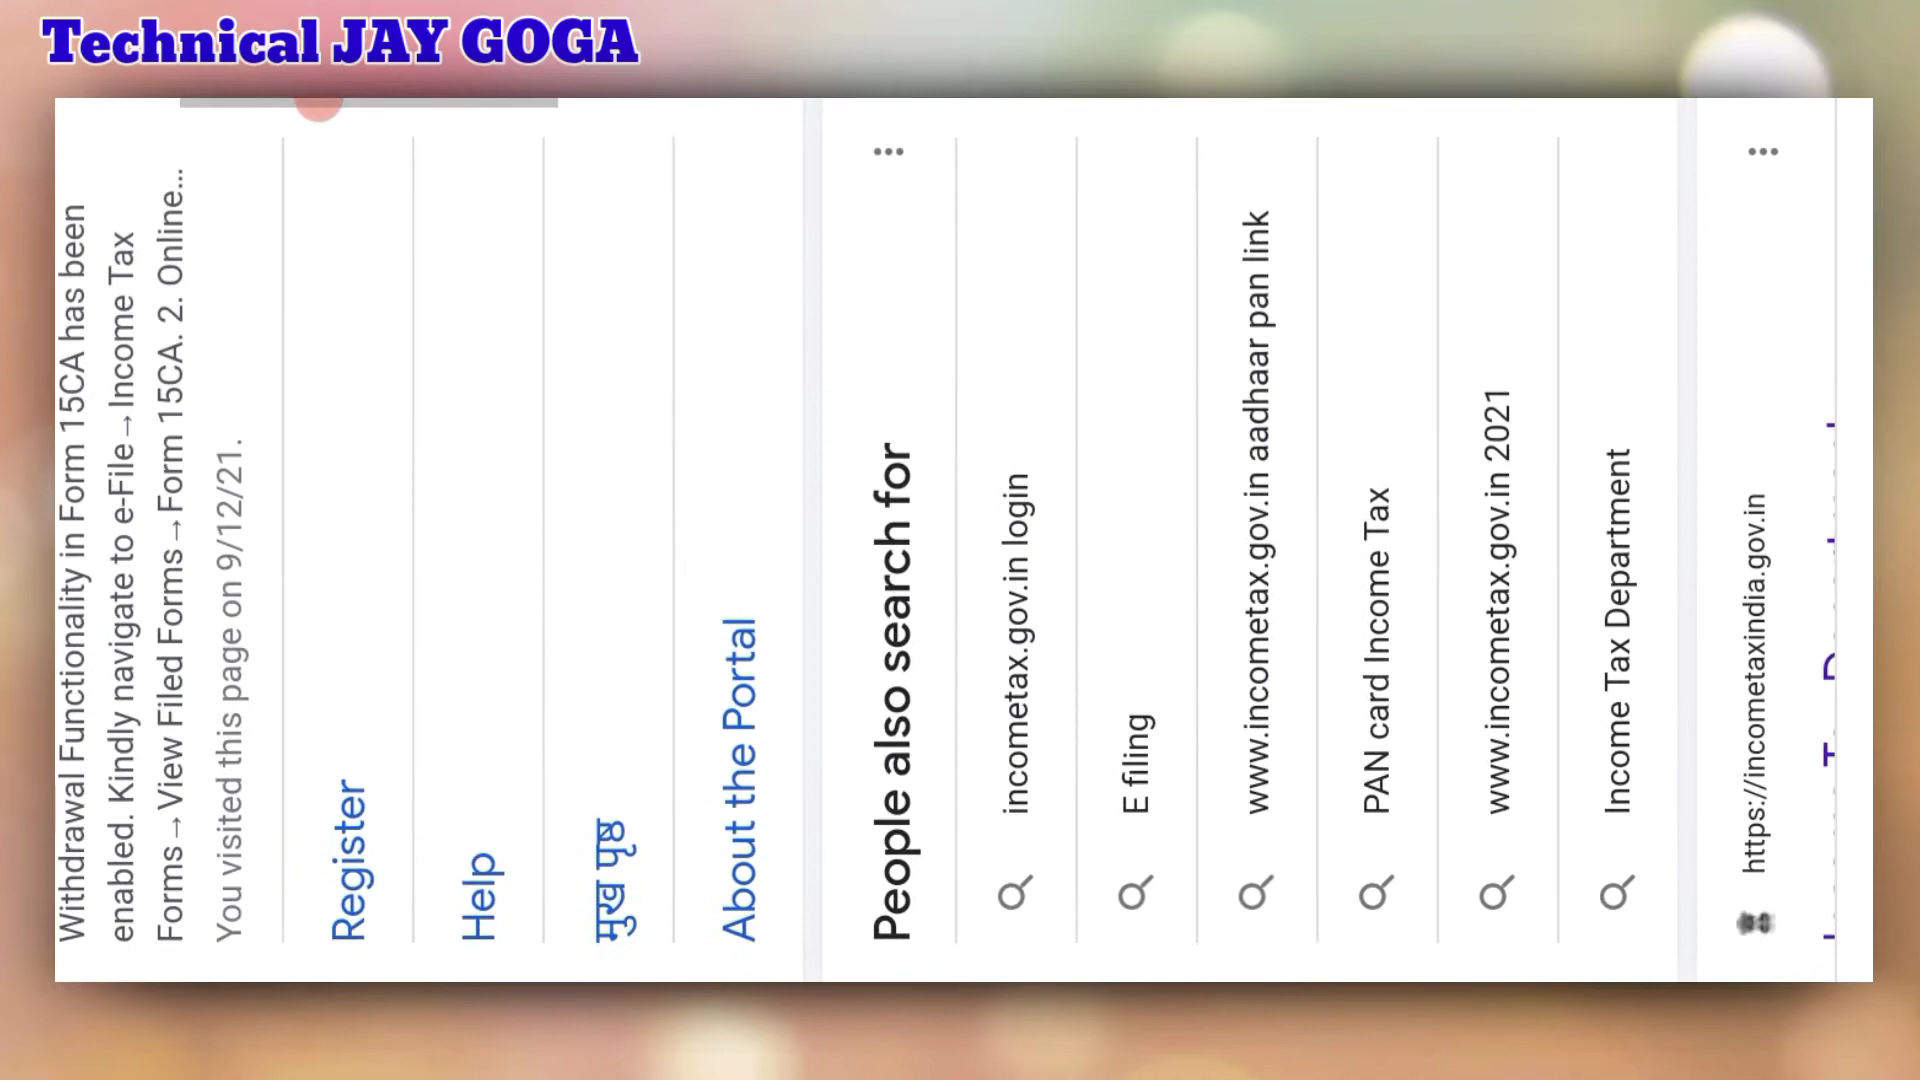 Technical JAY GOGA
Withdrawal Functionality in Form 15CA has been
enabled. Kindly navigate to e-File→Income Tax
Forms→View Filed Forms→Form 15CA. 2. Online...
You visited this page on 9/12/21.
Register
Help
मुख पृष्ठ
About the Portal
People also search for
incometax.gov.in login
E filing
www.incometax.gov.in aadhaar pan link
PAN card Income Tax
www.incometax.gov.in 2021
Income Tax Department
https://incometaxindia.gov.in